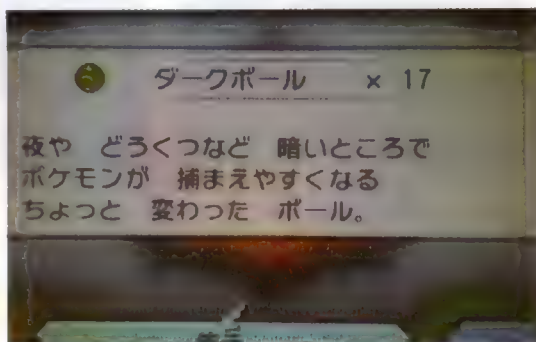 ダークボール × 17
夜や どうくつなど 暗いところで
ポケモンが 捕まえやすくなる
ちょっと 変わった ボール。